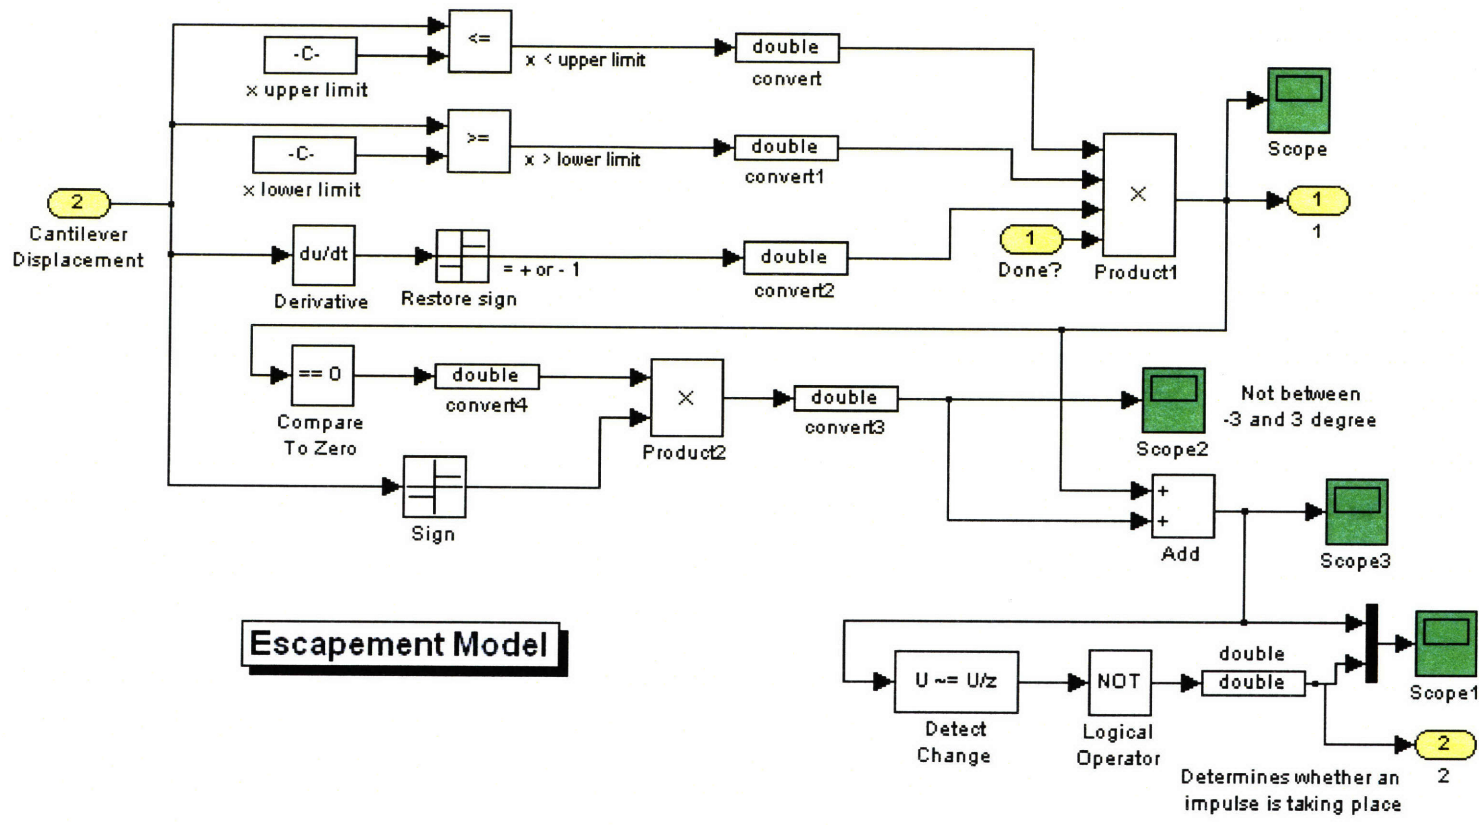 <=
-C-
x upper limit
x < upper limit
double
convert
Scope
>=
-C-
x lower limit
x > lower limit
double
convert1
2
Cantilever
Displacement
du/dt
Derivative
Restore sign
= + or - 1
double
convert2
1
Done?
×
Product1
1
1
== 0
Compare
To Zero
double
convert4
×
Product2
double
convert3
Scope2
Not between
-3 and 3 degree
Sign
+
+
Add
Scope3
Escapement Model
U ~= U/z
Detect
Change
NOT
Logical
Operator
double
double
Scope1
2
2
Determines whether an
impulse is taking place